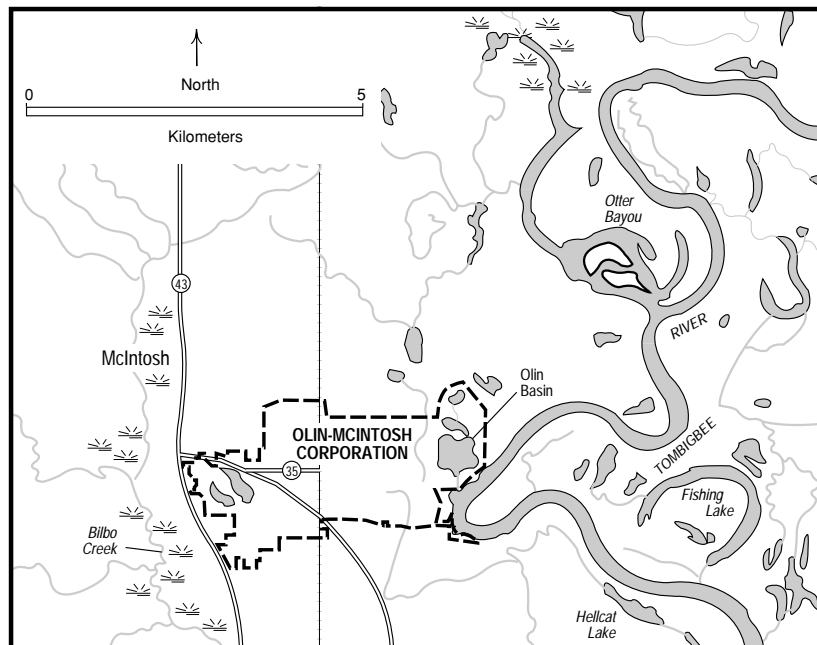 North
0
5
Kilometers
Otter
Bayou
43
RIVER
McIntosh
Olin
Basin
OLIN-MCINTOSH
CORPORATION
35
TOMBIGBEE
Fishing
Lake
Bilbo
Creek
Hellcat
Lake